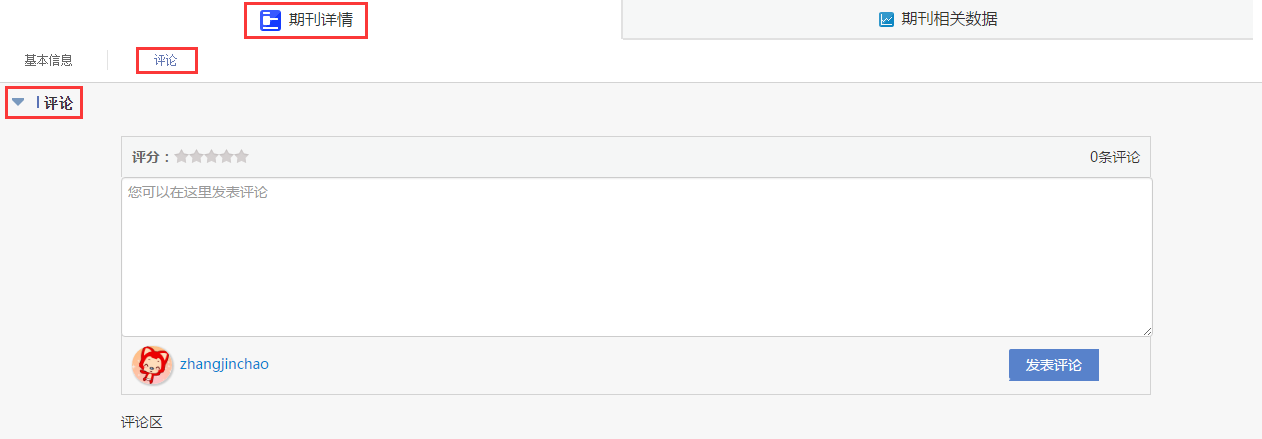 期刊详情
期刊相关数据
基本信息
评论
评论
评分：
0条评论
您可以在这里发表评论
zhangjinchao
发表评论
评论区